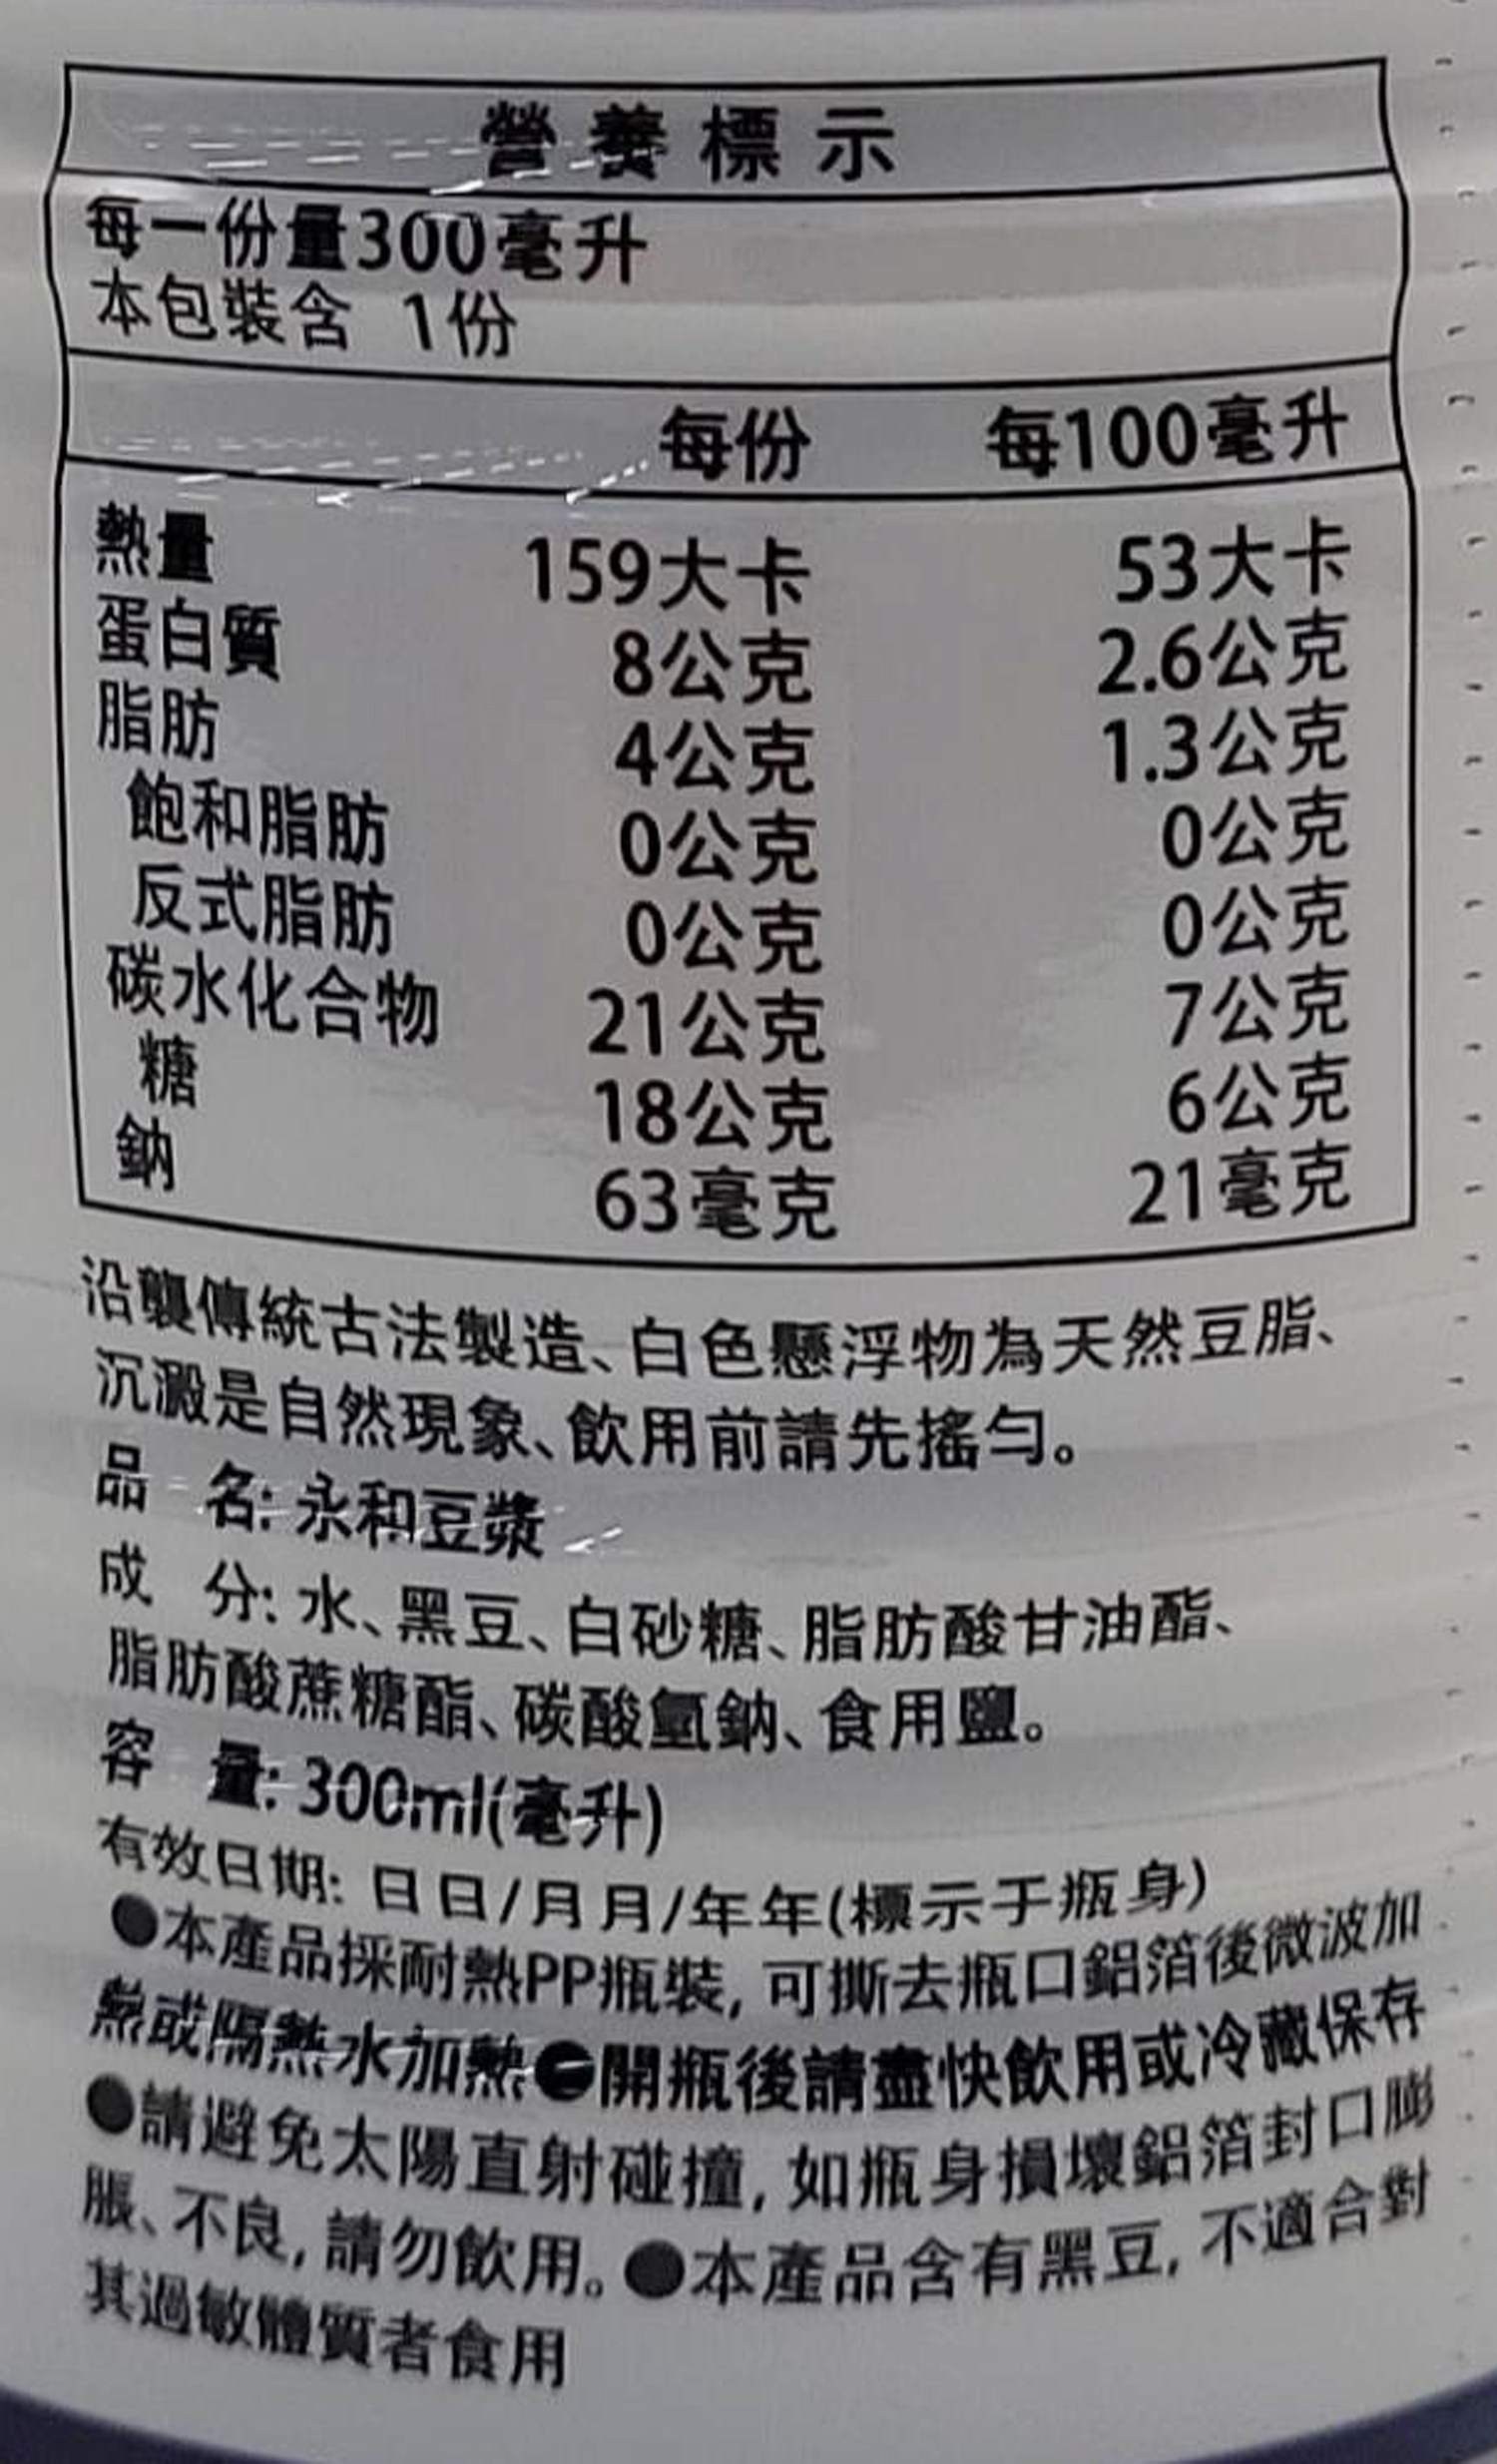 營養標示
每一份量300毫升
本包裝含 1份
每份 每100毫升
熱量 159大卡 53大卡
蛋白質 8公克 2.6公克
脂肪 4公克 1.3公克
飽和脂肪 0公克 0公克
反式脂肪 0公克 0公克
碳水化合物 21公克 7公克
糖 18公克 6公克
鈉 63毫克 21毫克
沿襲傳統古法製造、白色懸浮物為天然豆脂、
沉澱是自然現象、飲用前請先搖勻。
品 名: 永和豆漿
成 分: 水、黑豆、白砂糖、脂肪酸甘油酯、
脂肪酸蔗糖酯、碳酸氫鈉、食用鹽。
容 量: 300ml(毫升)
有效日期: 日日/月月/年年(標示于瓶身)
●本產品採耐熱PP瓶裝, 可撕去瓶口鋁箔後微波加
熱或隔熱水加熱●開瓶後請盡快飲用或冷藏保存
●請避免太陽直射碰撞, 如瓶身損壞鋁箔封口膨
脹、不良, 請勿飲用。●本產品含有黑豆, 不適合對
其過敏體質者食用